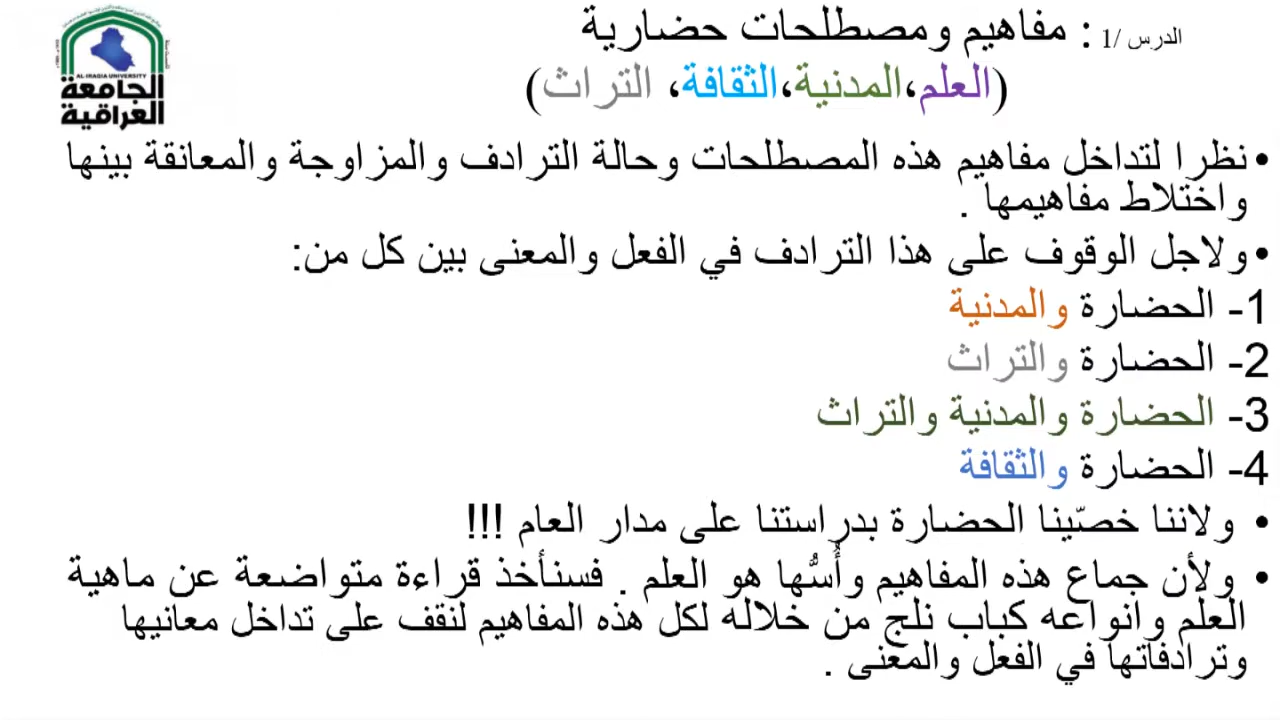 الدرس /1 : مفاهيم ومصطلحات حضارية
(العلم،المدنية،الثقافة، التراث)
AL-IRAQIA UNIVERSITY
الجامعة
العراقية
• نظرا لتداخل مفاهيم هذه المصطلحات وحالة الترادف والمزاوجة والمعانقة بينها
واختلاط مفاهيمها .
• ولاجل الوقوف على هذا الترادف في الفعل والمعنى بين كل من:
1- الحضارة والمدنية
2- الحضارة والتراث
3- الحضارة والمدنية والتراث
4- الحضارة والثقافة
• ولاننا خصّينا الحضارة بدراستنا على مدار العام !!!
• ولأن جماع هذه المفاهيم وأُسُّها هو العلم . فسنأخذ قراءة متواضعة عن ماهية
العلم وانواعه كباب نلج من خلاله لكل هذه المفاهيم لنقف على تداخل معانيها
وترادفاتها في الفعل والمعنى .